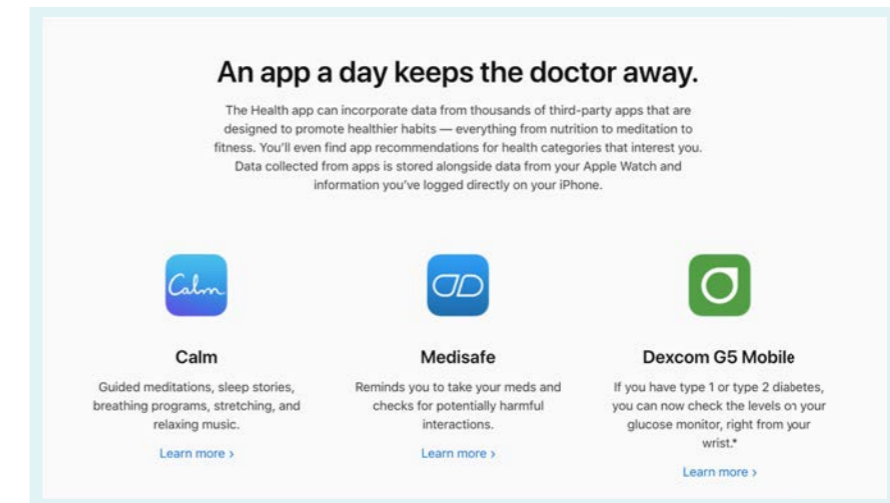 An app a day keeps the doctor away.
The Health app can incorporate data from thousands of third-party apps that are
designed to promote healthier habits — everything from nutrition to meditation to
fitness. You'll even find app recommendations for health categories that interest you.
Data collected from apps is stored alongside data from your Apple Watch and
information you've logged directly on your iPhone.
Calm
Calm
Guided meditations, sleep stories,
breathing programs, stretching, and
relaxing music.
Learn more >
Medisafe
Reminds you to take your meds and
checks for potentially harmful
interactions.
Learn more >
Dexcom G5 Mobile
If you have type 1 or type 2 diabetes,
you can now check the levels on your
glucose monitor, right from your
wrist.*
Learn more >